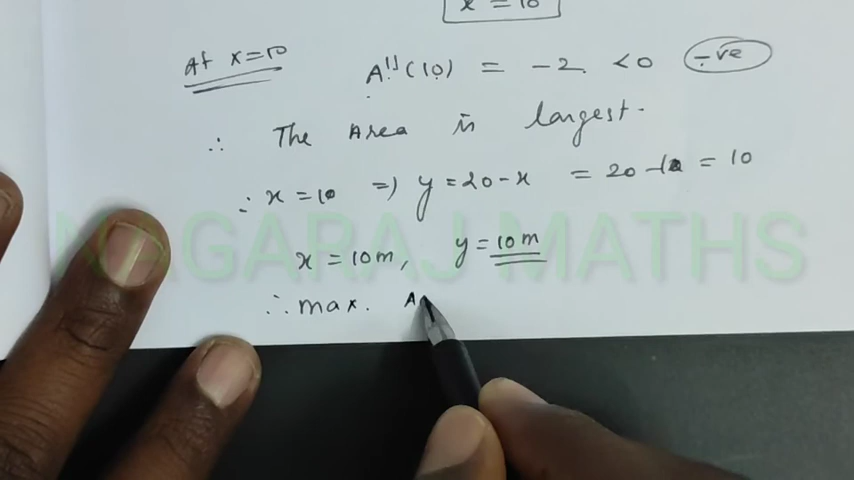 x = 10
At x=10 A''(10) = -2 <0 -ve
∴ The Area is largest.
∴ x = 10 ⇒ y = 20 - x = 20 - 10 = 10
NAGARAJ MATHS
x = 10m, y = 10m
∴ max. A